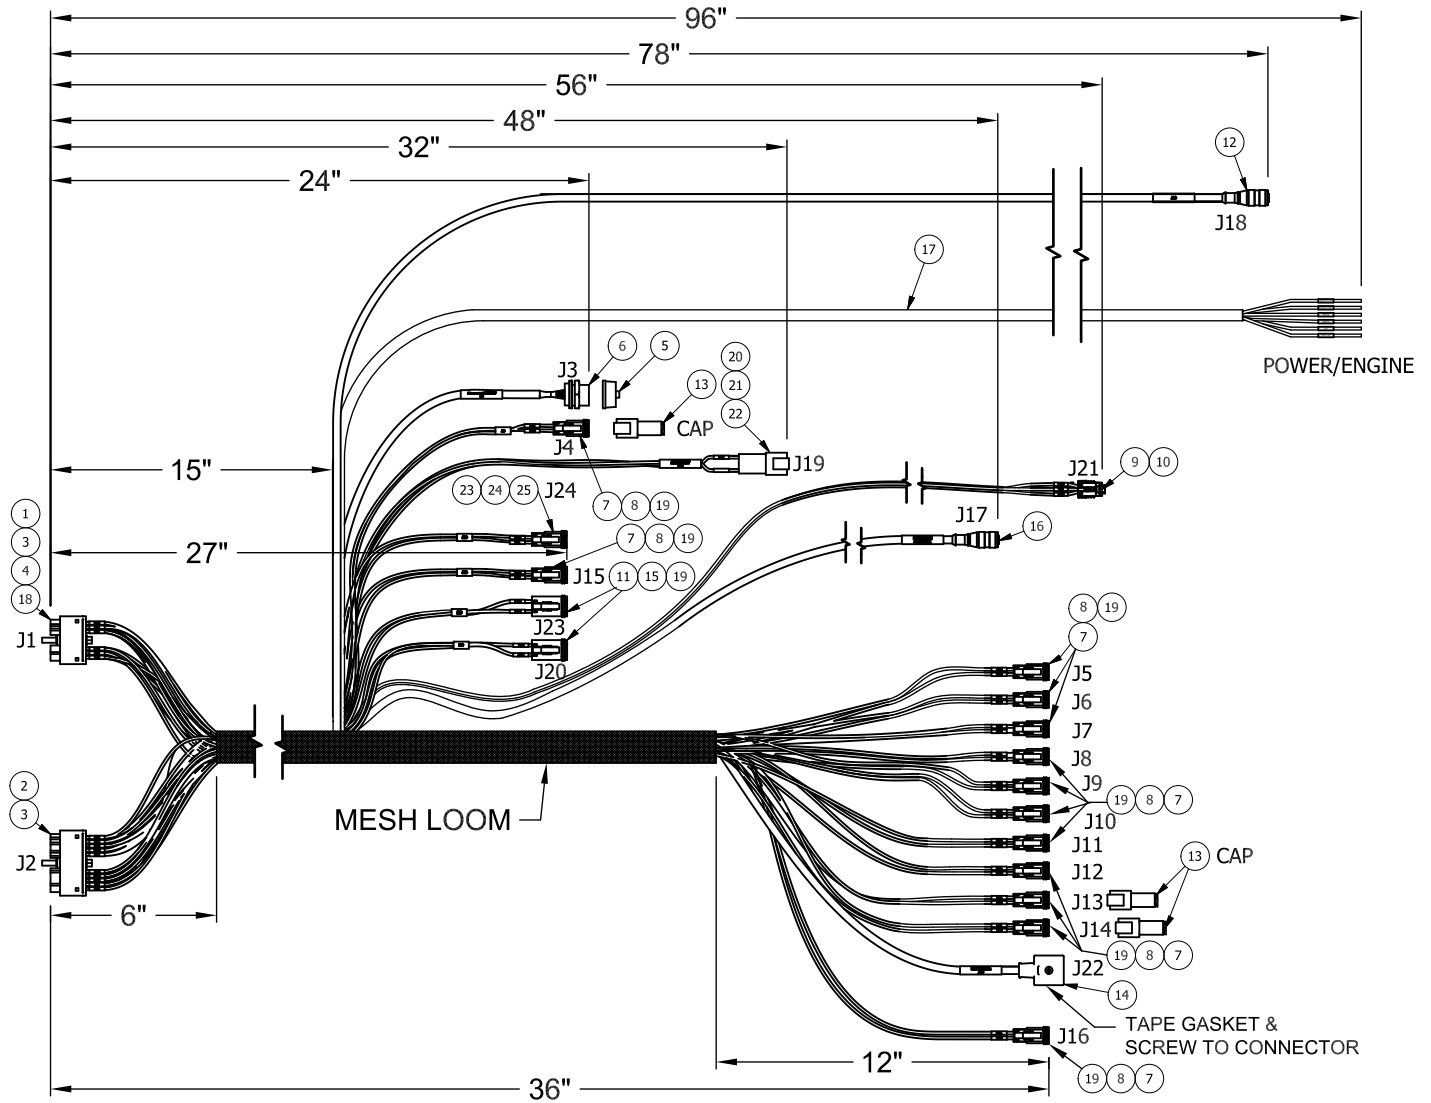 96"
78"
56"
48"
32"
24"
12
J18
17
POWER/ENGINE
J3
6
5
20
13
21
22
CAP
J4
J19
15"
J21
9 10
23 24 25 J24
7 8 19
J17
16
1
3
4
18
27"
7 8 19
J15
11 15 19
J23
J20
J1
8 19
7
J5
J6
J7
J8
J9
19 8 7
J10
J11
MESH LOOM
2
3
J2
J12
13 CAP
J13
J14
6"
19 8 7
J22
14
TAPE GASKET &
SCREW TO CONNECTOR
J16
12"
19 8 7
36"